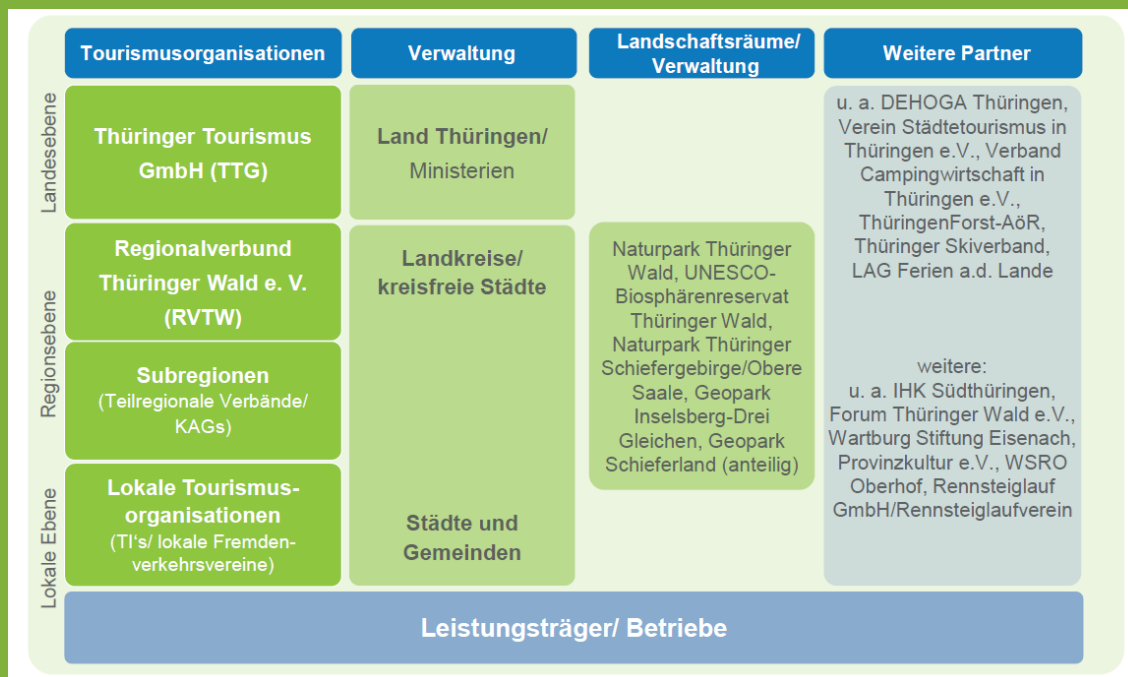 Tourismusorganisationen
Verwaltung
Landschaftsräume/
Verwaltung
Weitere Partner
Landesebene
Thüringer Tourismus
GmbH (TTG)
Land Thüringen/
Ministerien
u. a. DEHOGA Thüringen,
Verein Städtetourismus in
Thüringen e.V., Verband
Campingwirtschaft in
Thüringen e.V.,
ThüringenForst-AöR,
Thüringer Skiverband,
LAG Ferien a.d. Lande
Regionsebene
Regionalverbund
Thüringer Wald e. V.
(RVTW)
Subregionen
(Teilregionale Verbände/
KAGs)
Landkreise/
kreisfreie Städte
Naturpark Thüringer
Wald, UNESCO-
Biosphärenreservat
Thüringer Wald,
Naturpark Thüringer
Schiefergebirge/Obere
Saale, Geopark
Inselsberg-Drei
Gleichen, Geopark
Schieferland (anteilig)
weitere:
u. a. IHK Südthüringen,
Forum Thüringer Wald e.V.,
Wartburg Stiftung Eisenach,
Provinzkultur e.V., WSRO
Oberhof, Rennsteiglauf
GmbH/Rennsteiglaufverein
Lokale Ebene
Lokale Tourismus-
organisationen
(TI's/ lokale Fremden-
verkehrsvereine)
Städte und
Gemeinden
Leistungsträger/ Betriebe